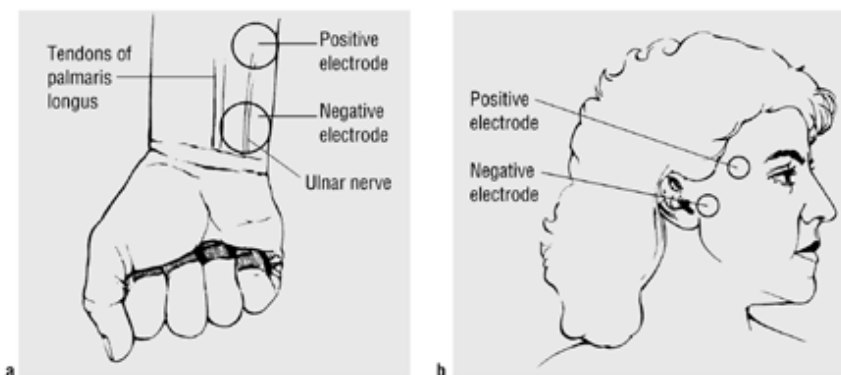 Tendons of
palmaris
longus
Positive
electrode
Negative
electrode
Ulnar nerve
a
Positive
electrode
Negative
electrode
b